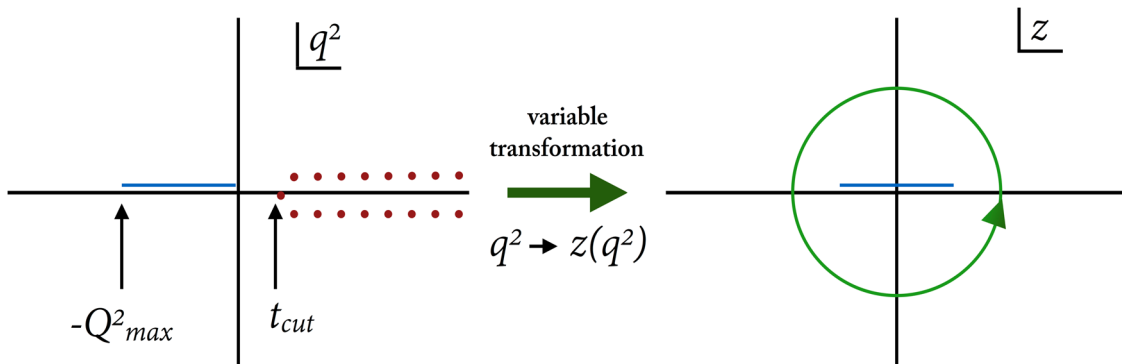 q²
z
variable
transformation
q² → z(q²)
-Q²max
tcut